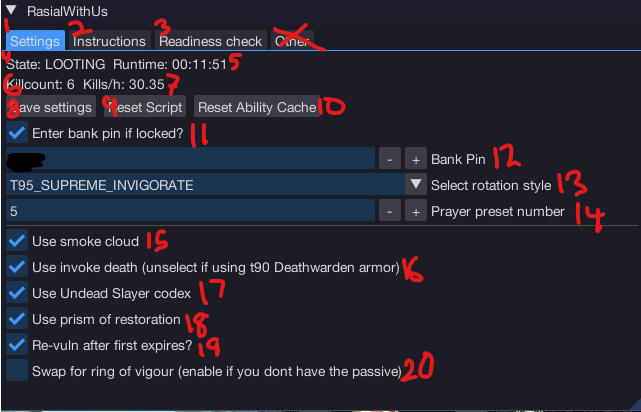 RasialWithUs
1 2 3
Settings Instructions Readiness check Other
4 State: LOOTING Runtime: 00:11:51 5
6 Killcount: 6 Kills/h: 30.35 7
8 Save settings 9 Reset Script Reset Ability Cache 10
Enter bank pin if locked? 11
- + Bank Pin 12
T95_SUPREME_INVIGORATE Select rotation style 13
5 - + Prayer preset number 14
Use smoke cloud 15
Use invoke death (unselect if using t90 Deathwarden armor) 16
Use Undead Slayer codex 17
Use prism of restoration 18
Re-vuln after first expires? 19
Swap for ring of vigour (enable if you dont have the passive) 20